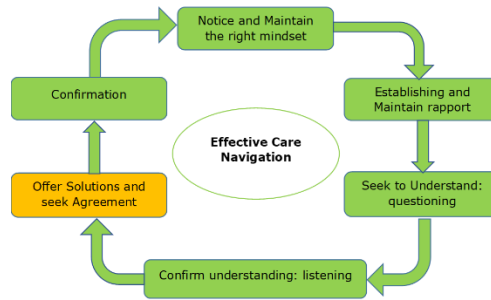 Notice and Maintain
the right mindset
Establishing and
Maintain rapport
Seek to Understand:
questioning
Confirm understanding: listening
Offer Solutions and
seek Agreement
Confirmation
Effective Care
Navigation